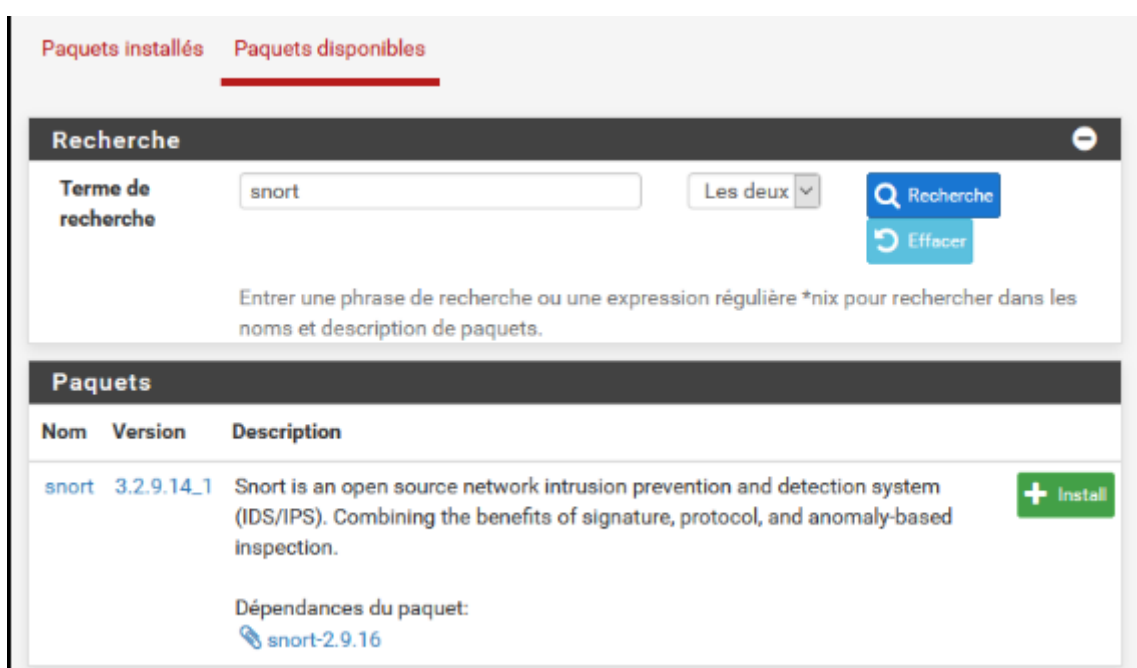 Paquets installés Paquets disponibles
Recherche
Terme de recherche
snort
Les deux
Recherche
Effacer
Entrer une phrase de recherche ou une expression régulière *nix pour rechercher dans les
noms et description de paquets.
Paquets
Nom Version Description
snort 3.2.9.14_1 Snort is an open source network intrusion prevention and detection system
(IDS/IPS). Combining the benefits of signature, protocol, and anomaly-based
inspection.
Install
Dépendances du paquet:
snort-2.9.16